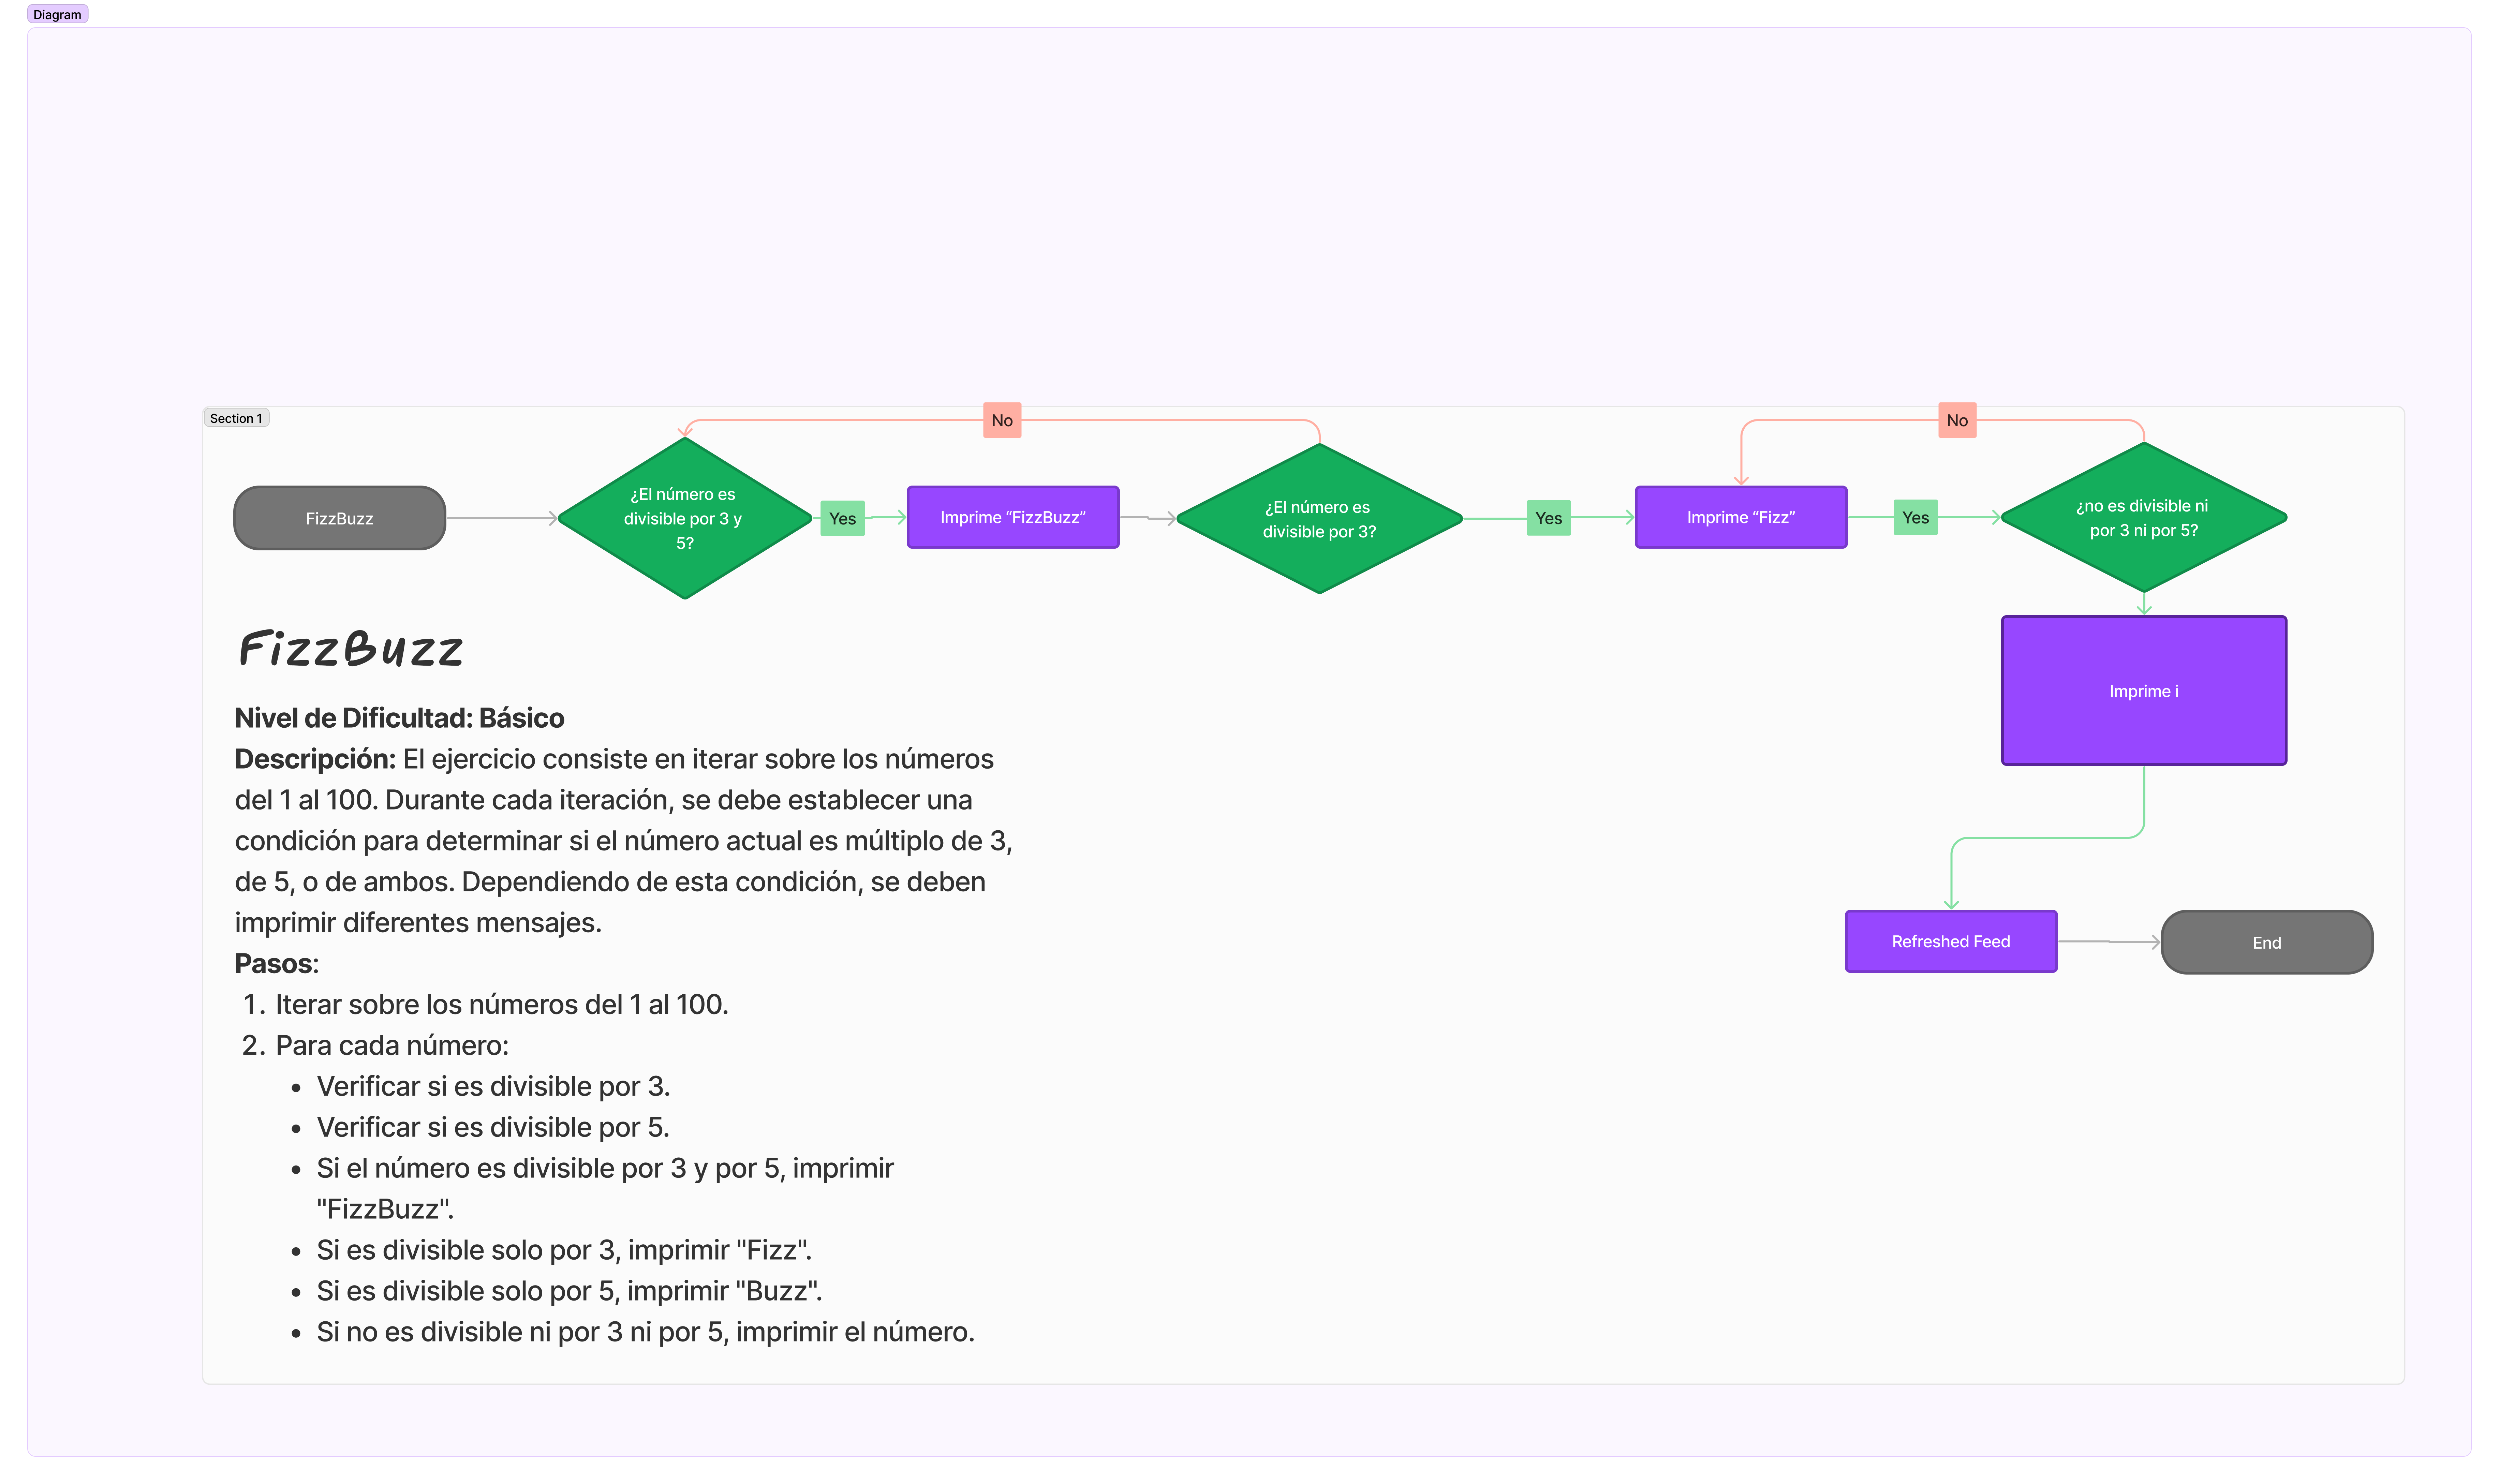 Diagram
Section 1
No
No
FizzBuzz
¿El número es
divisible por 3 y
5?
Yes
Imprime “FizzBuzz”
¿El número es
divisible por 3?
Yes
Imprime “Fizz”
Yes
¿no es divisible ni
por 3 ni por 5?
Imprime i
Refreshed Feed
End
FizzBuzz
Nivel de Dificultad: Básico
Descripción: El ejercicio consiste en iterar sobre los números
del 1 al 100. Durante cada iteración, se debe establecer una
condición para determinar si el número actual es múltiplo de 3,
de 5, o de ambos. Dependiendo de esta condición, se deben
imprimir diferentes mensajes.
Pasos:
1. Iterar sobre los números del 1 al 100.
2. Para cada número:
• Verificar si es divisible por 3.
• Verificar si es divisible por 5.
• Si el número es divisible por 3 y por 5, imprimir
"FizzBuzz".
• Si es divisible solo por 3, imprimir "Fizz".
• Si es divisible solo por 5, imprimir "Buzz".
• Si no es divisible ni por 3 ni por 5, imprimir el número.